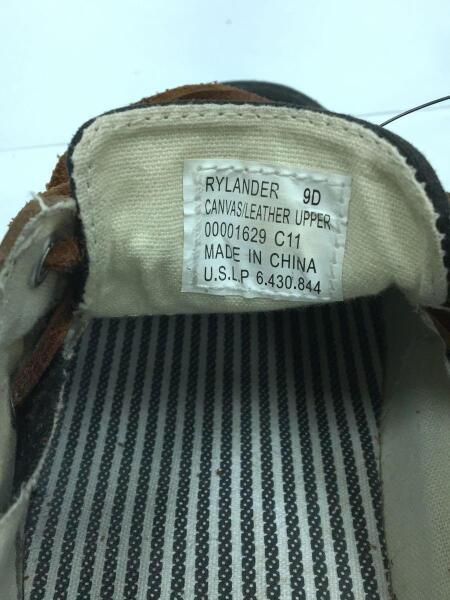 RYLANDER 9D
CANVAS/LEATHER UPPER
00001629 C11
MADE IN CHINA
U.S.I.P 6.430.844